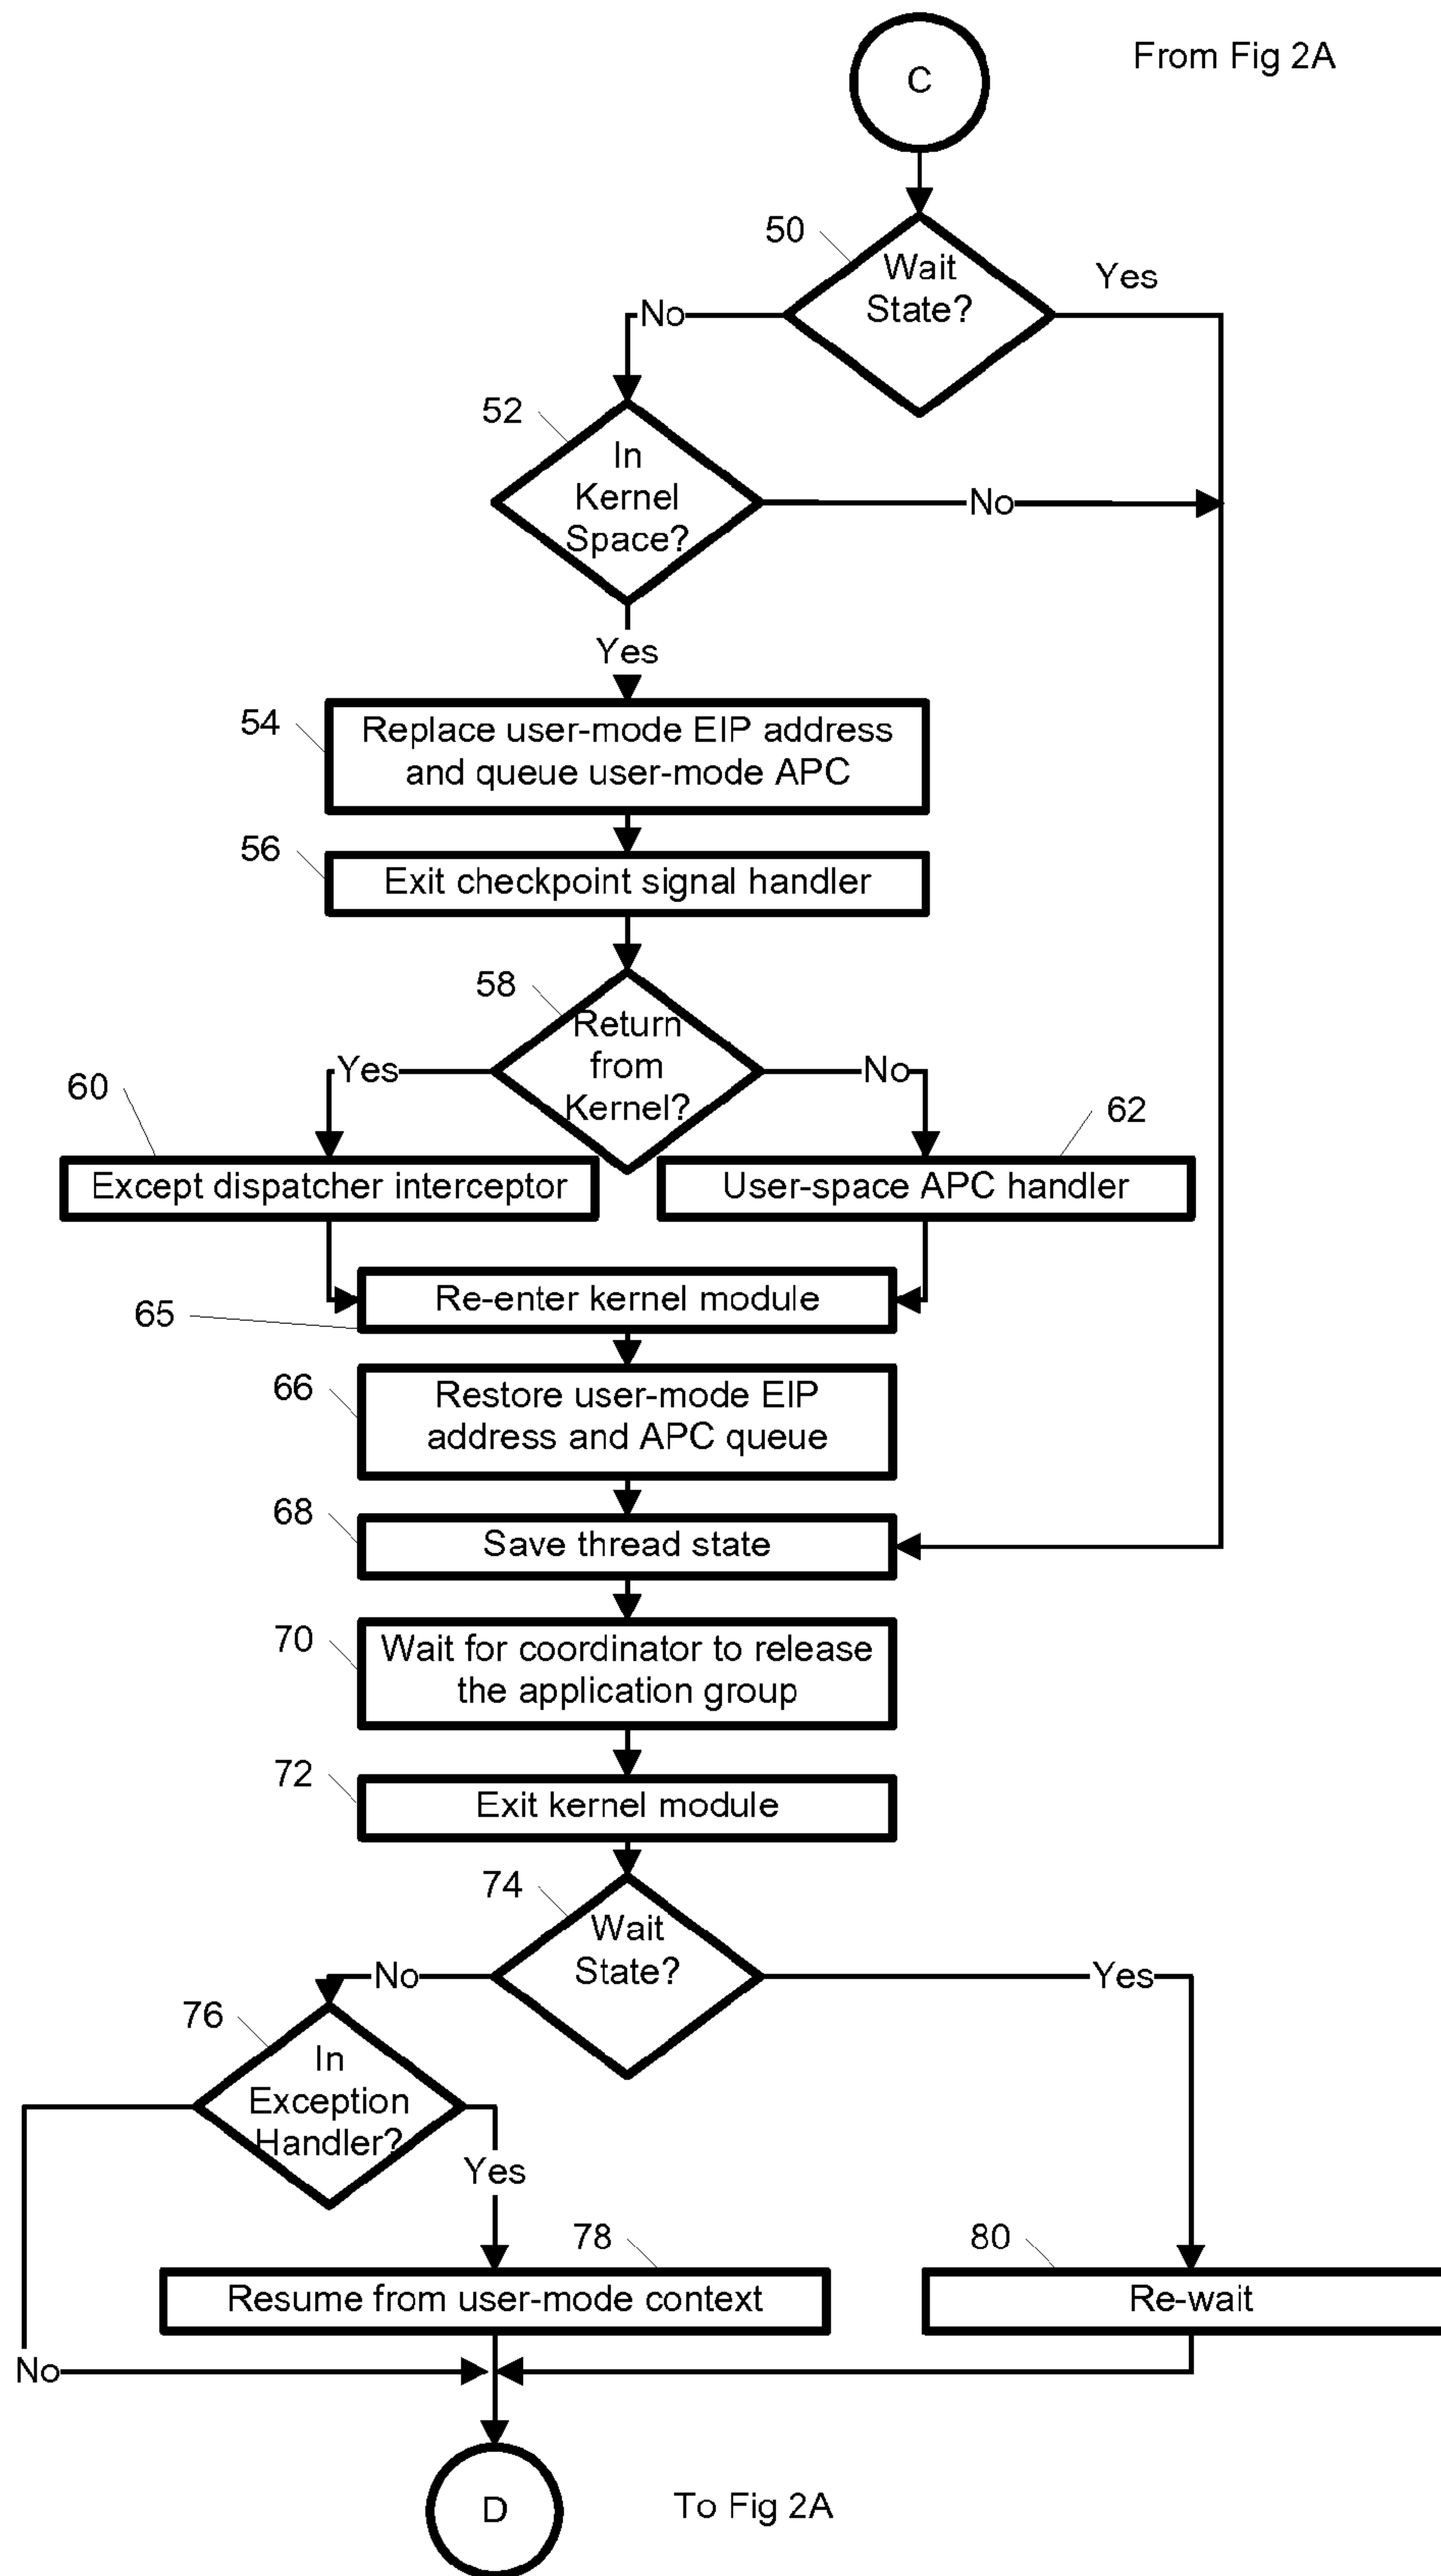 C
From Fig 2A
50
Wait
State?
Yes
No
52
In
Kernel
Space?
No
Yes
54
Replace user-mode EIP address
and queue user-mode APC
56
Exit checkpoint signal handler
58
Return
from
Kernel?
Yes
No
60
62
Except dispatcher interceptor
User-space APC handler
65
Re-enter kernel module
66
Restore user-mode EIP
address and APC queue
68
Save thread state
70
Wait for coordinator to release
the application group
72
Exit kernel module
74
Wait
State?
No
Yes
76
In
Exception
Handler?
Yes
78
80
Resume from user-mode context
Re-wait
No
D
To Fig 2A